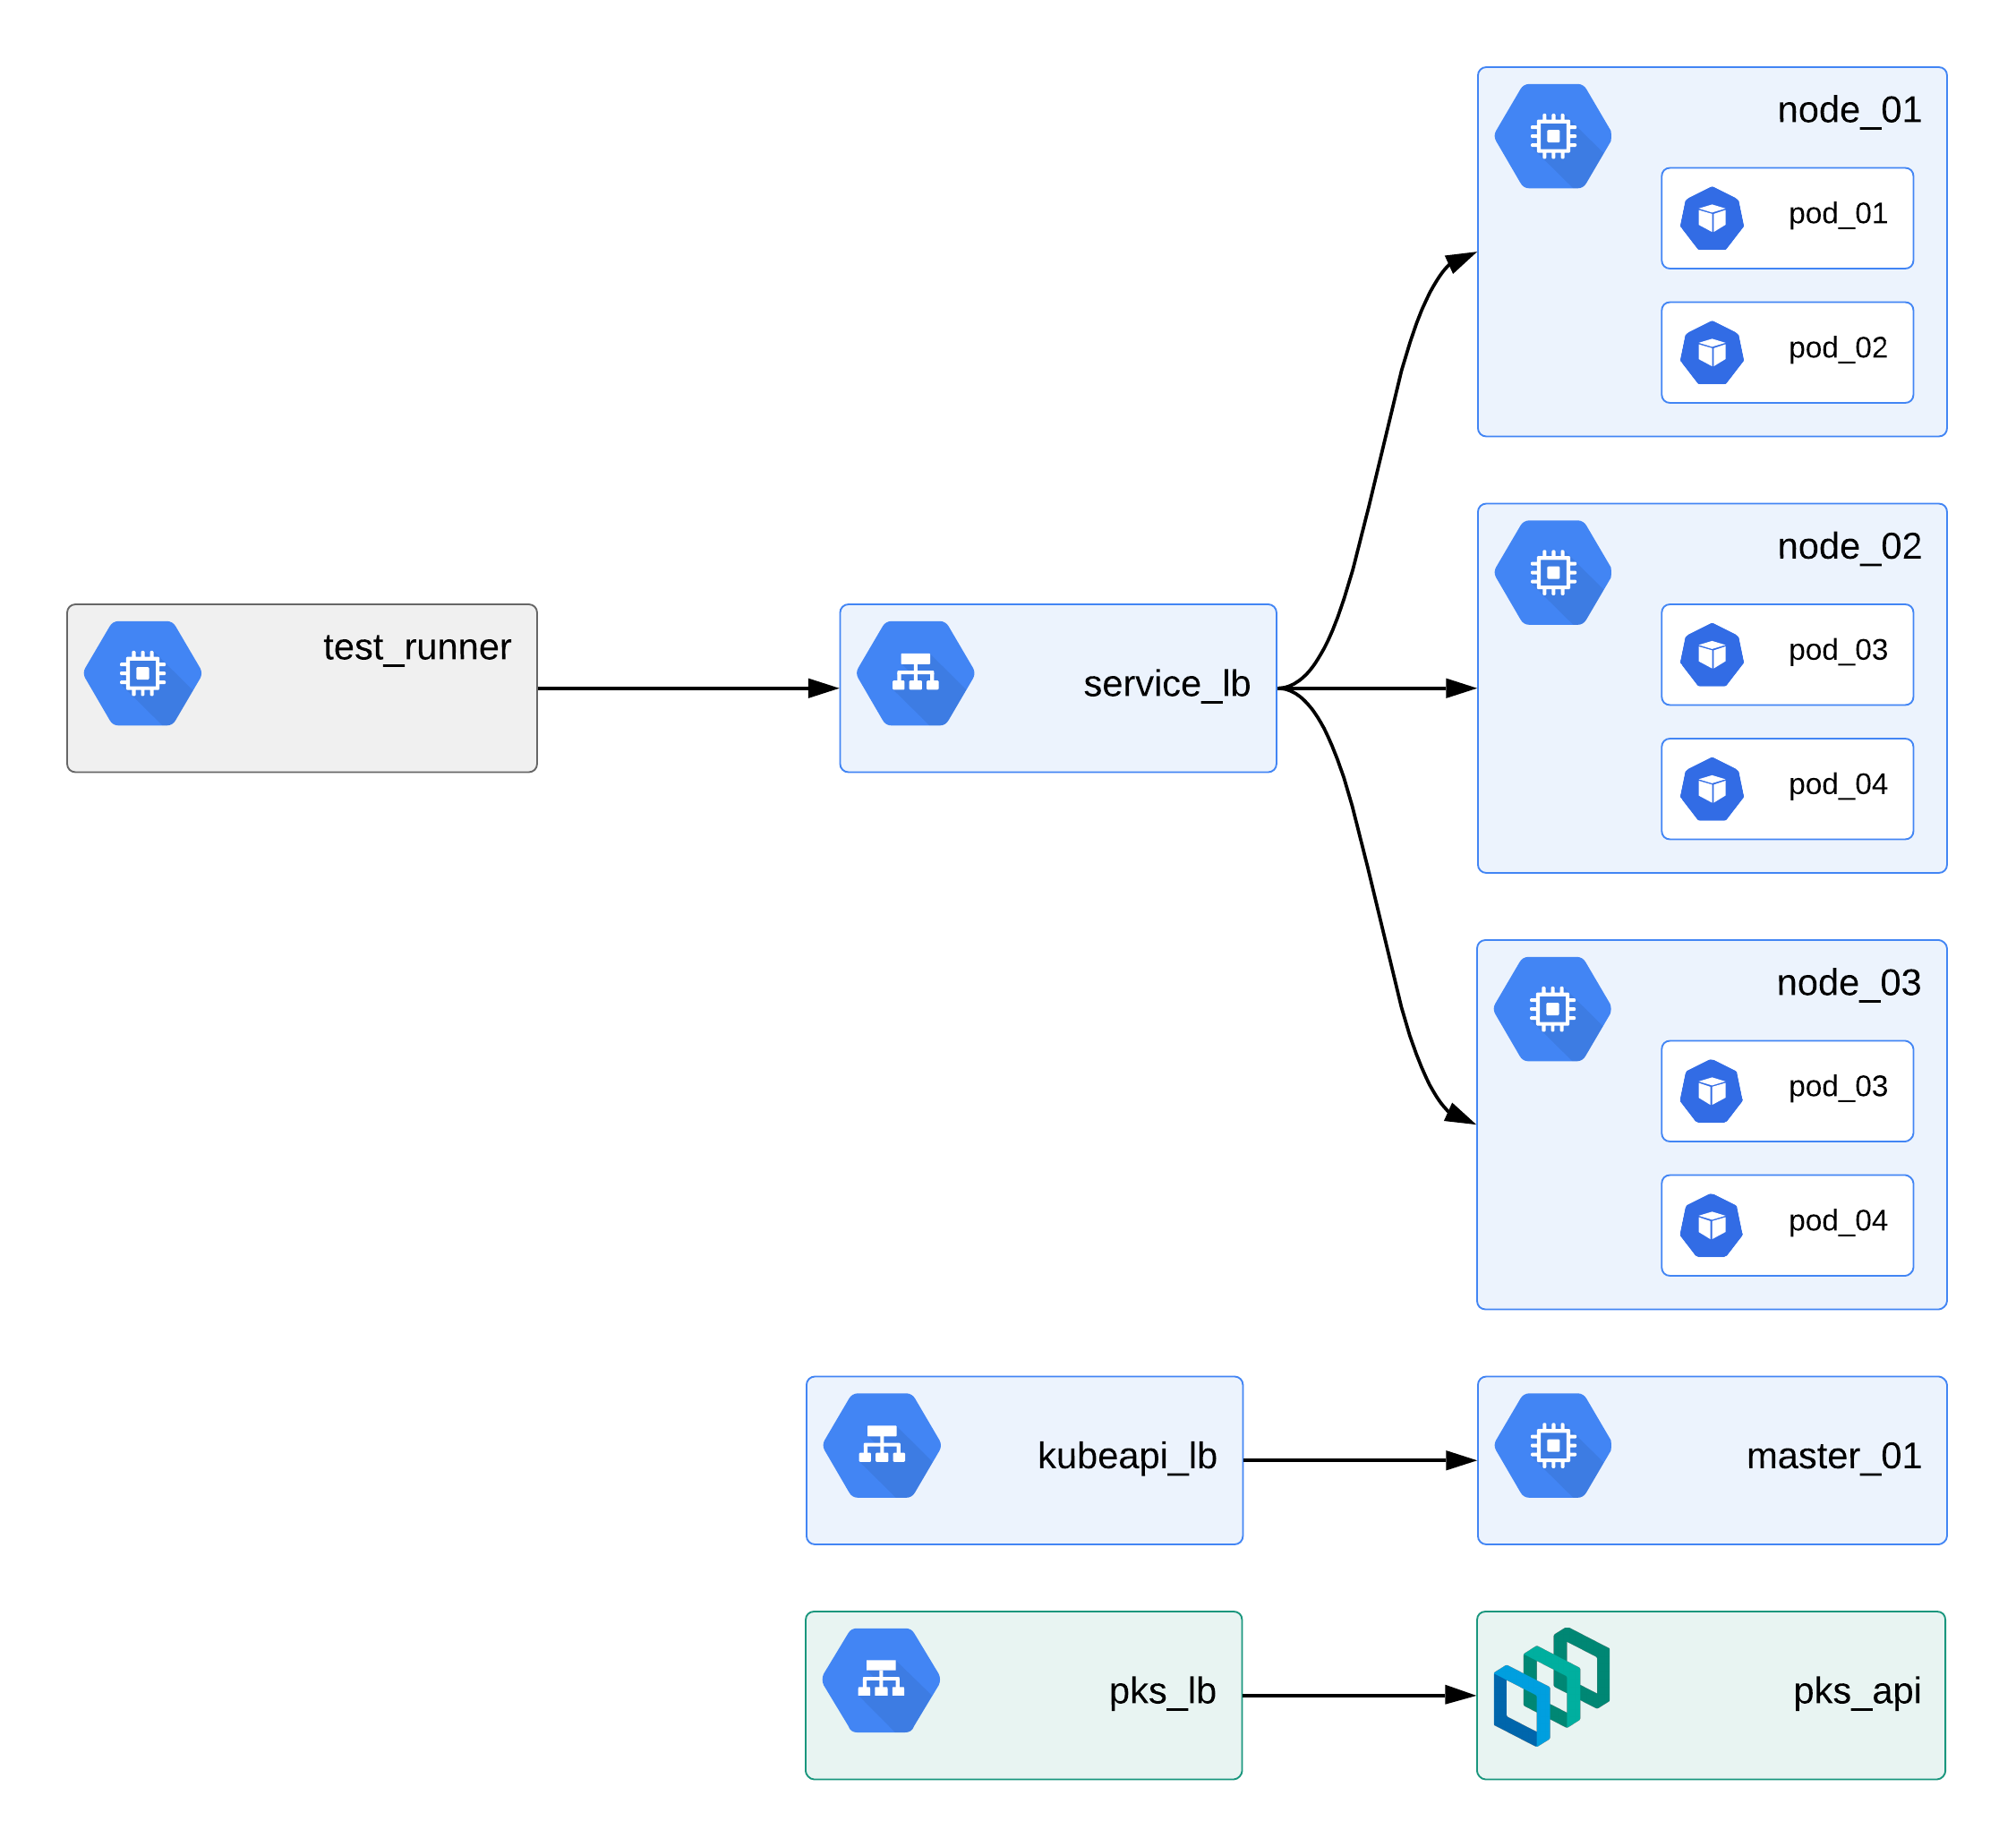 node_01
pod_01
pod_02
node_02
test_runner
service_lb
pod_03
pod_04
node_03
pod_03
pod_04
kubeapi_lb
master_01
pks_lb
pks_api